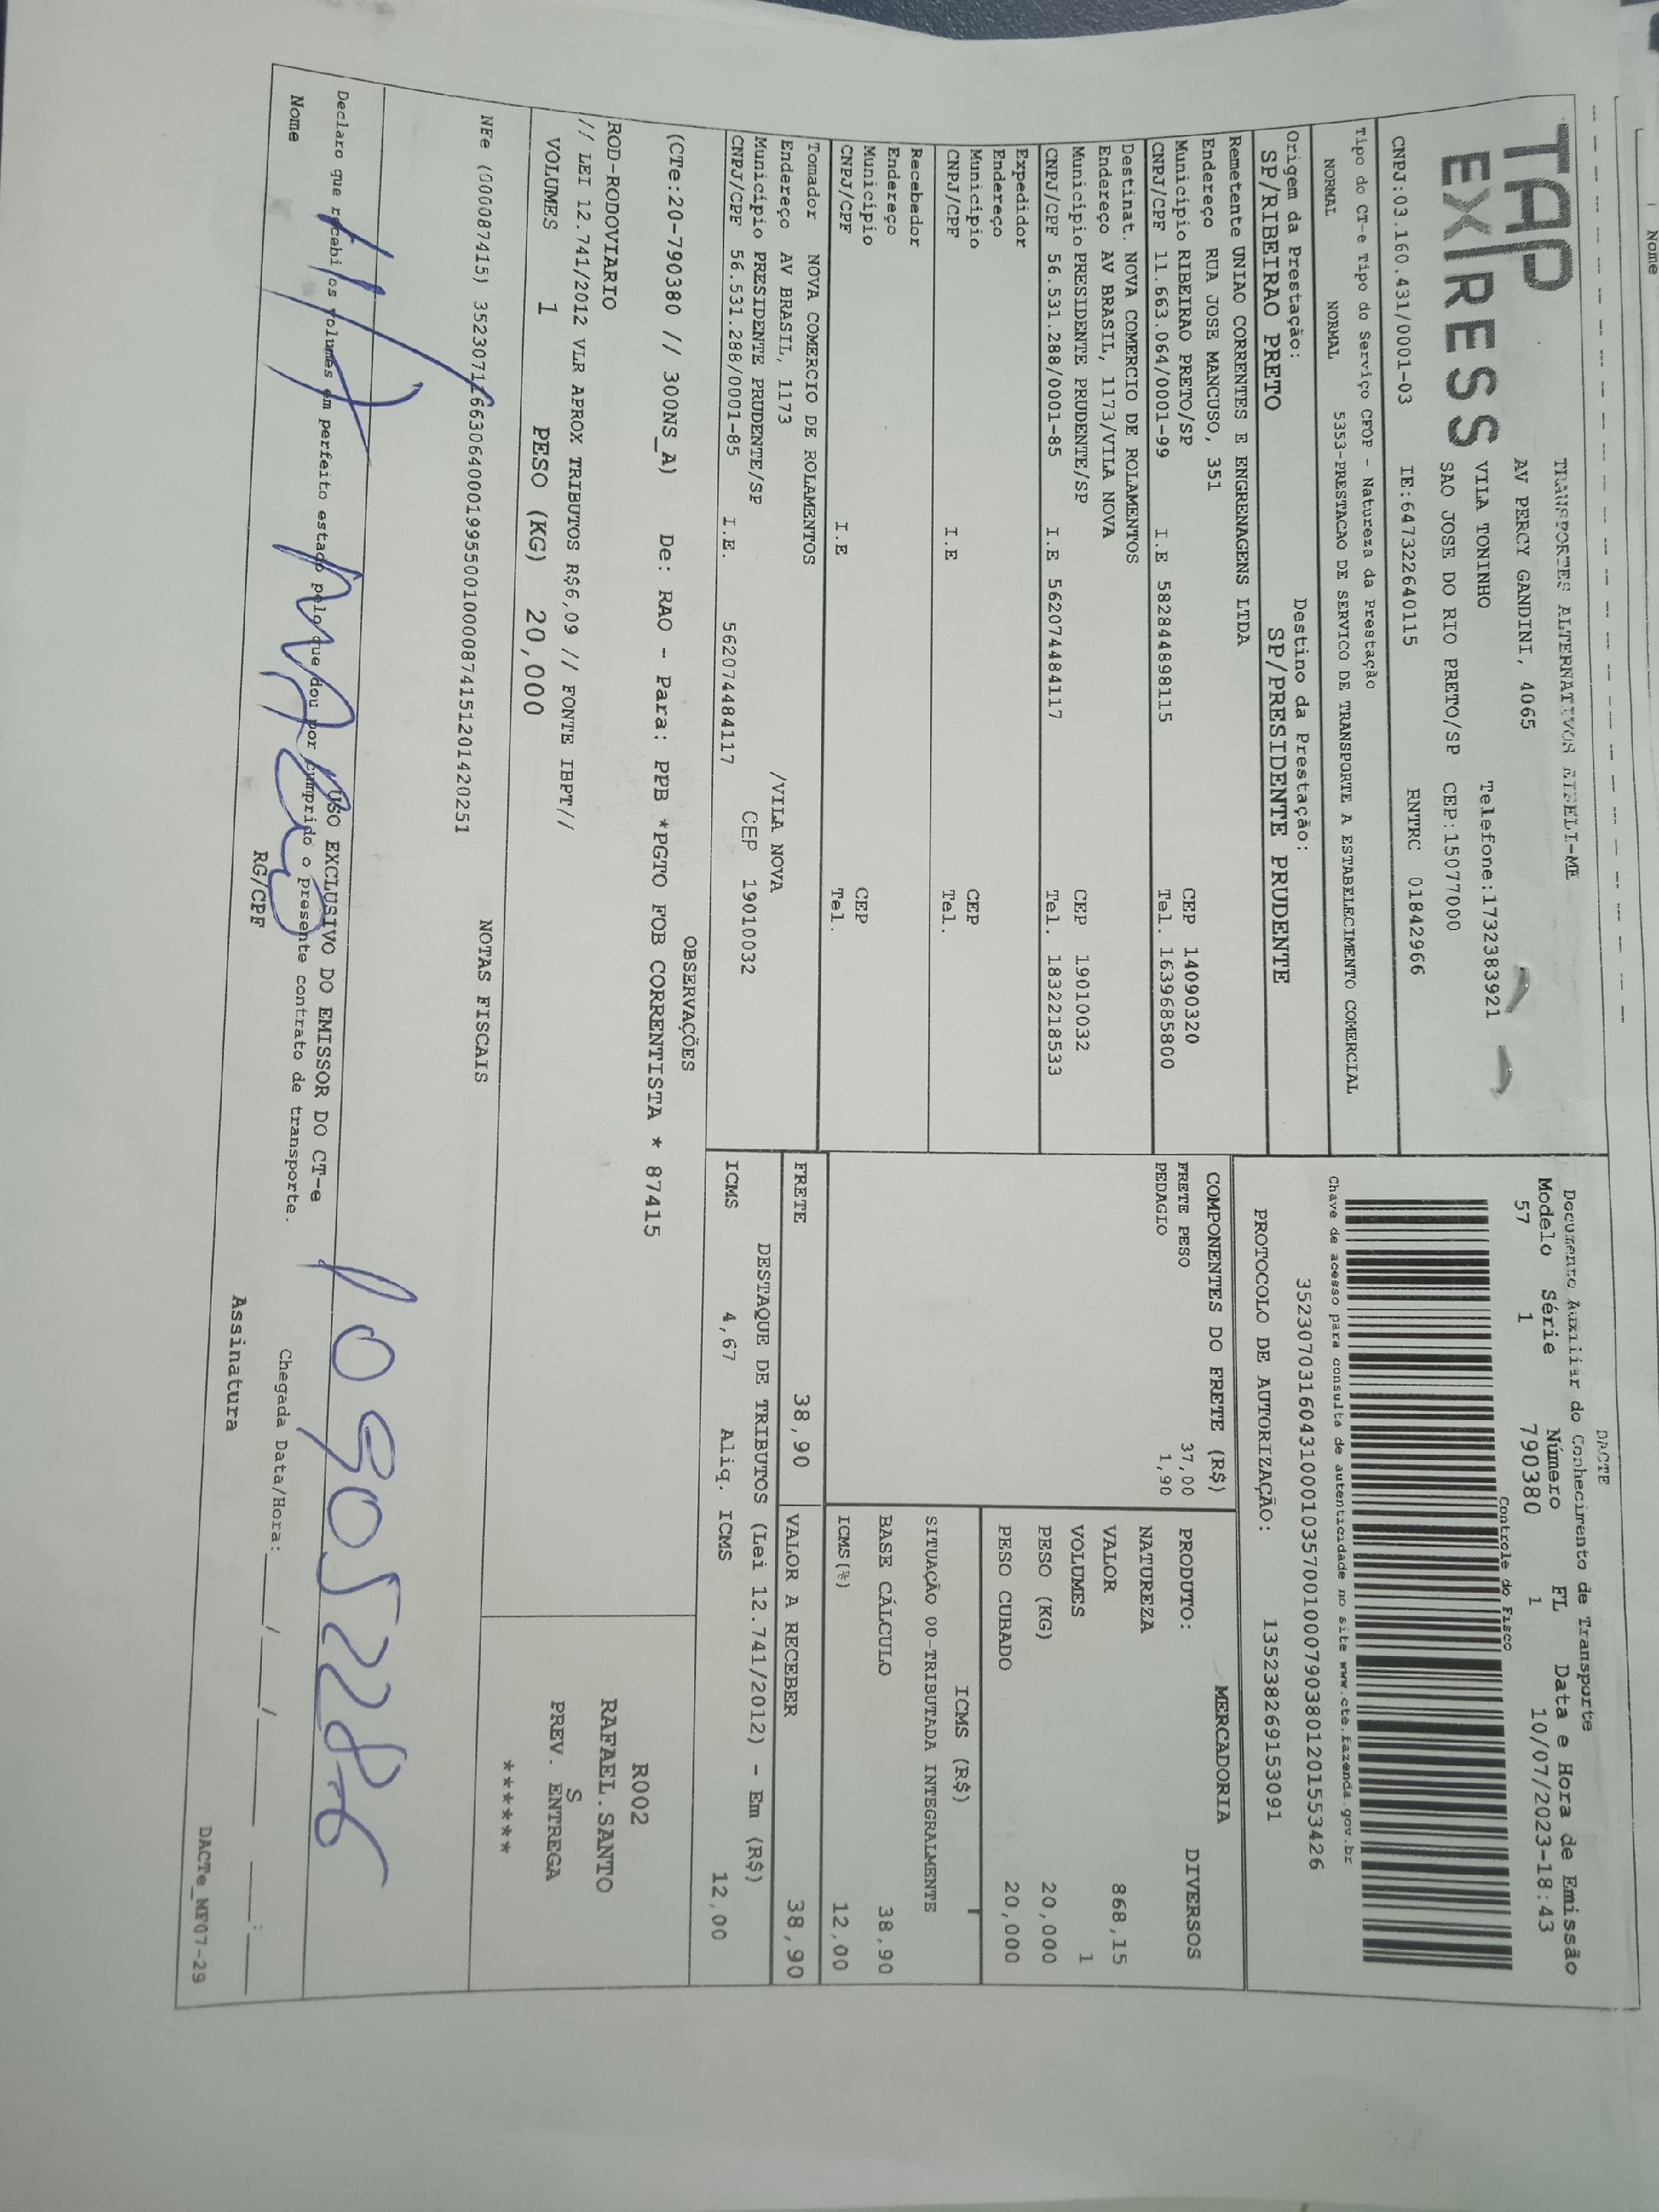 Nome
TAP
EXPRESS
TRANSPORTES ALTERNATIVOS EIRELI-ME
AV PERCY GANDINI, 4065
VILA TONINHO Telefone:1732383921
SAO JOSE DO RIO PRETO/SP CEP:15077000
CNPJ:03.160.431/0001-03 IE:647322640115 RNTRC 01842966
DACTE
Documento Auxiliar do Conhecimento de Transporte
Modelo Série Número FL Data e Hora de Emissão
57 1 790380 1 10/07/2023-18:43
Controle do Fisco
Chave de acesso para consulta de autenticidade no site www.cte.fazenda.gov.br
35230703160431000103570010007903801201553426
PROTOCOLO DE AUTORIZAÇÃO: 135238269153091
Tipo do CT-e Tipo do Serviço CFOP - Natureza da Prestação
NORMAL NORMAL 5353-PRESTACAO DE SERVICO DE TRANSPORTE A ESTABELECIMENTO COMERCIAL
Origem da Prestação: Destino da Prestação:
SP/RIBEIRAO PRETO SP/PRESIDENTE PRUDENTE
Remetente UNIAO CORRENTES E ENGRENAGENS LTDA
Endereço RUA JOSE MANCUSO, 351
Município RIBEIRAO PRETO/SP CEP 14090320
CNPJ/CPF 11.663.064/0001-99 I.E 582844898115 Tel. 1639685800
Destinat. NOVA COMERCIO DE ROLAMENTOS
Endereço AV BRASIL, 1173/VILA NOVA
Município PRESIDENTE PRUDENTE/SP CEP 19010032
CNPJ/CPF 56.531.288/0001-85 I.E 562074484117 Tel. 1832218533
Expedidor
Endereço
Município CEP
CNPJ/CPF I.E Tel.
Recebedor
Endereço
Município CEP
CNPJ/CPF I.E Tel.
Tomador NOVA COMERCIO DE ROLAMENTOS
Endereço AV BRASIL, 1173 /VILA NOVA
Município PRESIDENTE PRUDENTE/SP CEP 19010032
CNPJ/CPF 56.531.288/0001-85 I.E. 562074484117
COMPONENTES DO FRETE (R$)
FRETE PESO 37,00
PEDAGIO 1,90
MERCADORIA
PRODUTO: DIVERSOS
NATUREZA
VALOR 868,15
VOLUMES 1
PESO (KG) 20,000
PESO CUBADO 20,000
ICMS (R$)
SITUAÇÃO 00-TRIBUTADA INTEGRALMENTE
BASE CÁLCULO 38,90
ICMS(%) 12,00
FRETE 38,90 VALOR A RECEBER 38,90
DESTAQUE DE TRIBUTOS (Lei 12.741/2012) - Em (R$)
ICMS 4,67 Aliq. ICMS 12,00
OBSERVAÇÕES
(CTe:20-790380 // 300NS_A) De: RAO - Para: PPB *PGTO FOB CORRENTISTA * 87415
ROD-RODOVIARIO
// LEI 12.741/2012 VLR APROX TRIBUTOS R$6,09 // FONTE IBPT//
VOLUMES 1 PESO (KG) 20,000
R002
RAFAEL.SANTO
S
PREV. ENTREGA
******
NOTAS FISCAIS
NFe (000087415) 35230711663064000199550010000874151201420251
USO EXCLUSIVO DO EMISSOR DO CT-e
Declaro que recebi os volumes em perfeito estado pelo que dou por cumprido o presente contrato de transporte.
Chegada Data/Hora:____/____/______ ____:____
Nome RG/CPF Assinatura
DACTe_MF07-29